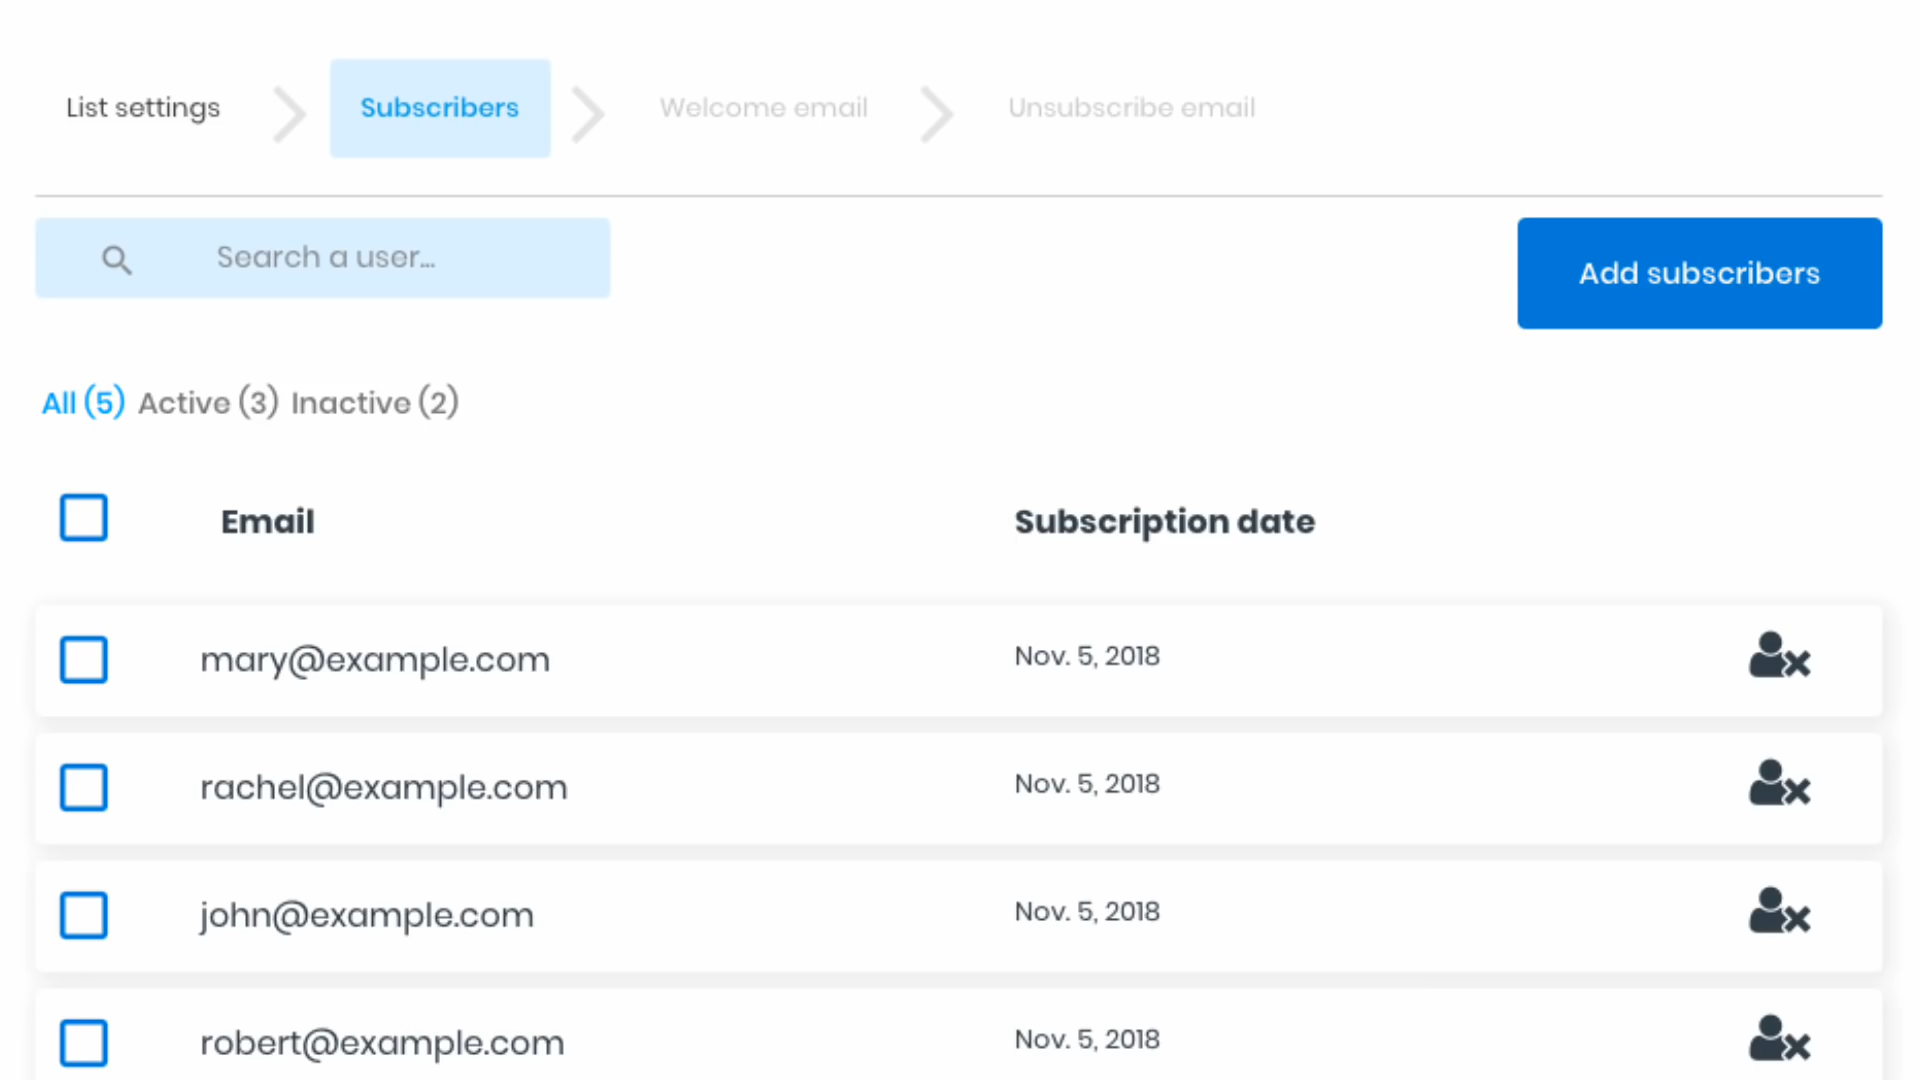 List settings
Subscribers
Welcome email
Unsubscribe email
Search a user...
Add subscribers
All (5) Active (3) Inactive (2)
Email Subscription date
mary@example.com Nov. 5, 2018
rachel@example.com Nov. 5, 2018
john@example.com Nov. 5, 2018
robert@example.com Nov. 5, 2018